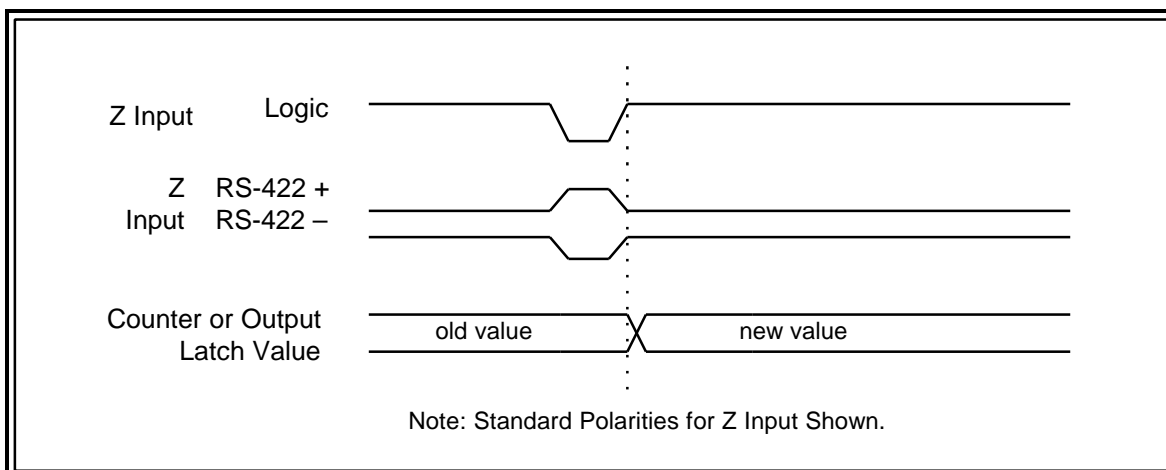 Z Input Logic
Z RS-422 +
Input RS-422 –
Counter or Output
Latch Value
old value new value
Note: Standard Polarities for Z Input Shown.